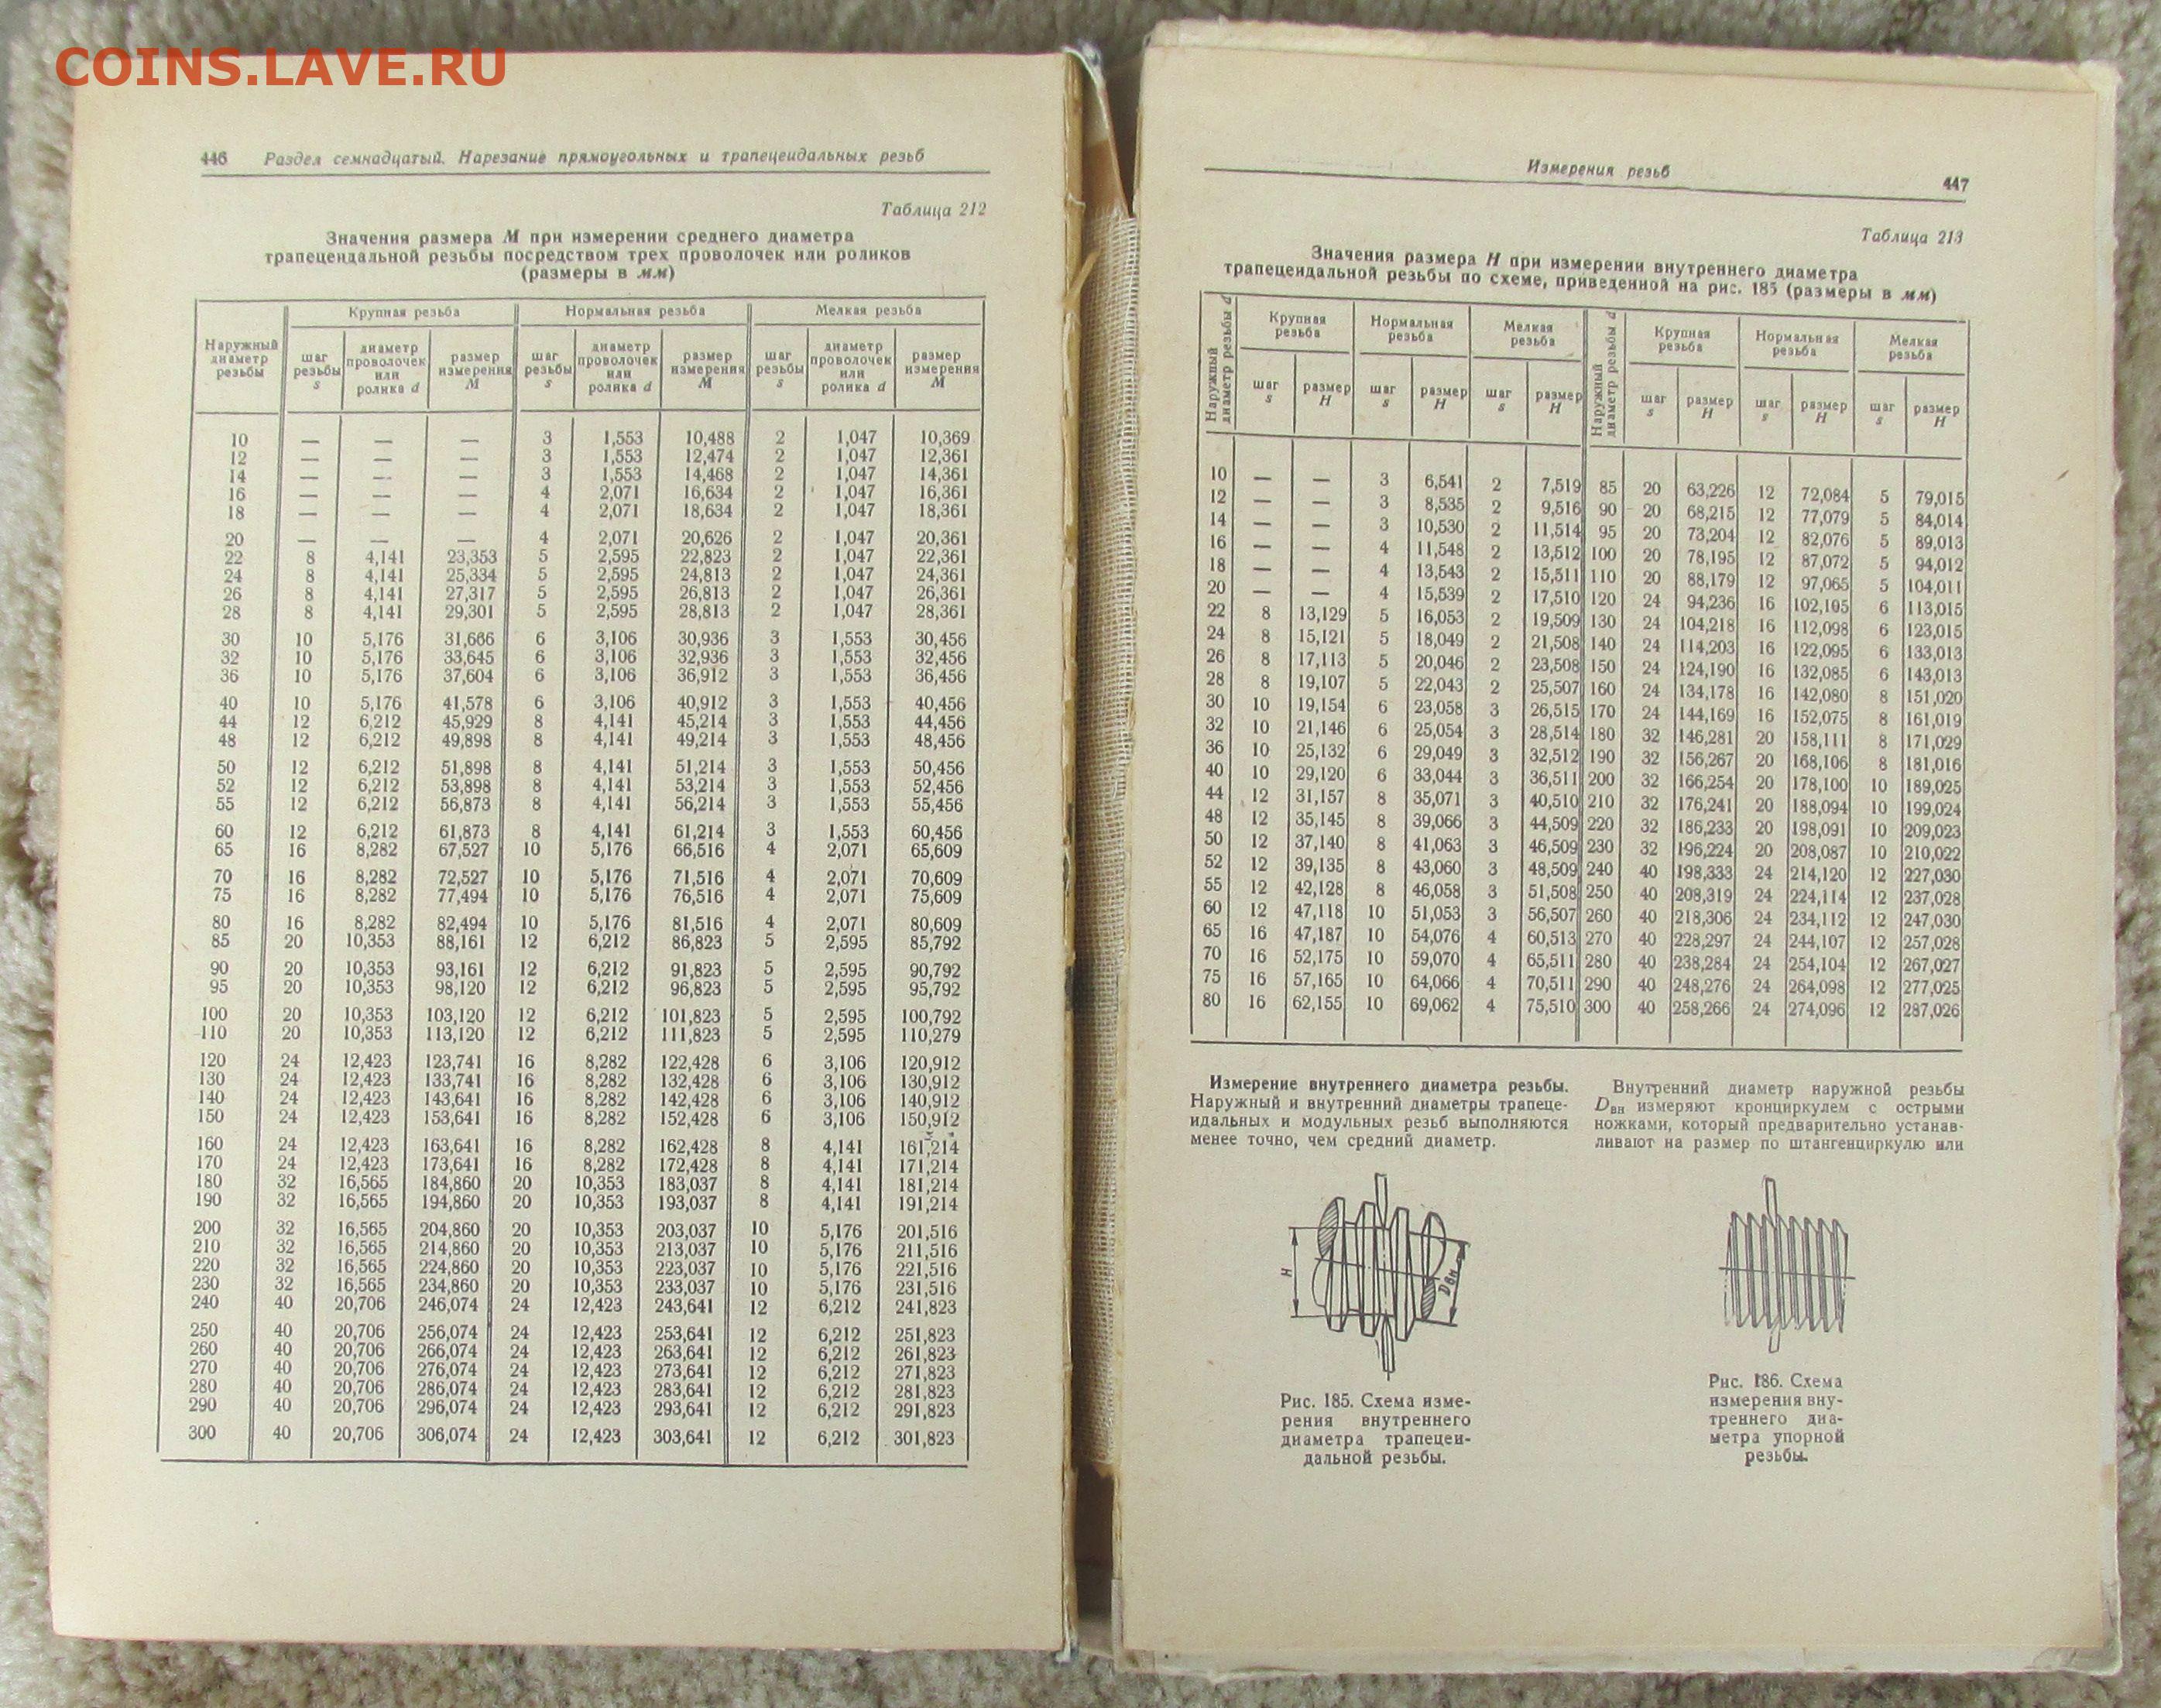 COINS.LAVE.RU
446 Раздел семнадцатый. Нарезание прямоугольных и трапецеидальных резьб
Таблица 212
Значения размера М при измерении среднего диаметра
трапецеидальной резьбы посредством трех проволочек или роликов
(размеры в мм)
Наружный диаметр резьбы | Крупная резьба | Нормальная резьба | Мелкая резьба
шаг резьбы s | диаметр проволочек или ролика d | размер измерения М | шаг резьбы s | диаметр проволочек или ролика d | размер измерения М | шаг резьбы s | диаметр проволочек или ролика d | размер измерения М
10 — — — 3 1,553 10,488 2 1,047 10,369
12 — — — 3 1,553 12,474 2 1,047 12,361
14 — — — 3 1,553 14,468 2 1,047 14,361
16 — — — 4 2,071 16,634 2 1,047 16,361
18 — — — 4 2,071 18,634 2 1,047 18,361
20 — — — 4 2,071 20,626 2 1,047 20,361
22 8 4,141 23,353 5 2,595 22,823 2 1,047 22,361
24 8 4,141 25,334 5 2,595 24,813 2 1,047 24,361
26 8 4,141 27,317 5 2,595 26,813 2 1,047 26,361
28 8 4,141 29,301 5 2,595 28,813 2 1,047 28,361
30 10 5,176 31,666 6 3,106 30,936 3 1,553 30,456
32 10 5,176 33,645 6 3,106 32,936 3 1,553 32,456
36 10 5,176 37,604 6 3,106 36,912 3 1,553 36,456
40 10 5,176 41,578 6 3,106 40,912 3 1,553 40,456
44 12 6,212 45,929 8 4,141 45,214 3 1,553 44,456
48 12 6,212 49,898 8 4,141 49,214 3 1,553 48,456
50 12 6,212 51,898 8 4,141 51,214 3 1,553 50,456
52 12 6,212 53,898 8 4,141 53,214 3 1,553 52,456
55 12 6,212 56,873 8 4,141 56,214 3 1,553 55,456
60 12 6,212 61,873 8 4,141 61,214 3 1,553 60,456
65 16 8,282 67,527 10 5,176 66,516 4 2,071 65,609
70 16 8,282 72,527 10 5,176 71,516 4 2,071 70,609
75 16 8,282 77,494 10 5,176 76,516 4 2,071 75,609
80 16 8,282 82,494 10 5,176 81,516 4 2,071 80,609
85 20 10,353 88,161 12 6,212 86,823 5 2,595 85,792
90 20 10,353 93,161 12 6,212 91,823 5 2,595 90,792
95 20 10,353 98,120 12 6,212 96,823 5 2,595 95,792
100 20 10,353 103,120 12 6,212 101,823 5 2,595 100,792
110 20 10,353 113,120 12 6,212 111,823 5 2,595 110,279
120 24 12,423 123,741 16 8,282 122,428 6 3,106 120,912
130 24 12,423 133,741 16 8,282 132,428 6 3,106 130,912
140 24 12,423 143,641 16 8,282 142,428 6 3,106 140,912
150 24 12,423 153,641 16 8,282 152,428 6 3,106 150,912
160 24 12,423 163,641 16 8,282 162,428 8 4,141 161,214
170 24 12,423 173,641 16 8,282 172,428 8 4,141 171,214
180 32 16,565 184,860 20 10,353 183,037 8 4,141 181,214
190 32 16,565 194,860 20 10,353 193,037 8 4,141 191,214
200 32 16,565 204,860 20 10,353 203,037 10 5,176 201,516
210 32 16,565 214,860 20 10,353 213,037 10 5,176 211,516
220 32 16,565 224,860 20 10,353 223,037 10 5,176 221,516
230 32 16,565 234,860 20 10,353 233,037 10 5,176 231,516
240 40 20,706 246,074 24 12,423 243,641 12 6,212 241,823
250 40 20,706 256,074 24 12,423 253,641 12 6,212 251,823
260 40 20,706 266,074 24 12,423 263,641 12 6,212 261,823
270 40 20,706 276,074 24 12,423 273,641 12 6,212 271,823
280 40 20,706 286,074 24 12,423 283,641 12 6,212 281,823
290 40 20,706 296,074 24 12,423 293,641 12 6,212 291,823
300 40 20,706 306,074 24 12,423 303,641 12 6,212 301,823
Измерения резьб 447
Таблица 213
Значения размера Н при измерении внутреннего диаметра
трапецеидальной резьбы по схеме, приведенной на рис. 185 (размеры в мм)
Наружный диаметр резьбы d | Крупная резьба | Нормальная резьба | Мелкая резьба | Наружный диаметр резьбы d | Крупная резьба | Нормальная резьба | Мелкая резьба
шаг s | размер Н | шаг s | размер Н | шаг s | размер Н | шаг s | размер Н | шаг s | размер Н | шаг s | размер Н
10 — — 3 6,541 2 7,519 85 20 63,226 12 72,084 5 79,015
12 — — 3 8,535 2 9,516 90 20 68,215 12 77,079 5 84,014
14 — — 3 10,530 2 11,514 95 20 73,204 12 82,076 5 89,013
16 — — 4 11,548 2 13,512 100 20 78,195 12 87,072 5 94,012
18 — — 4 13,543 2 15,511 110 20 88,179 12 97,065 5 104,011
20 — — 4 15,539 2 17,510 120 24 94,236 16 102,105 6 113,015
22 8 13,129 5 16,053 2 19,509 130 24 104,218 16 112,098 6 123,015
24 8 15,121 5 18,049 2 21,508 140 24 114,203 16 122,095 6 133,013
26 8 17,113 5 20,046 2 23,508 150 24 124,190 16 132,085 6 143,013
28 8 19,107 5 22,043 2 25,507 160 24 134,178 16 142,080 8 151,020
30 10 19,154 6 23,058 3 26,515 170 24 144,169 16 152,075 8 161,019
32 10 21,146 6 25,054 3 28,514 180 32 146,281 20 158,111 8 171,029
36 10 25,132 6 29,049 3 32,512 190 32 156,267 20 168,106 8 181,016
40 10 29,120 6 33,044 3 36,511 200 32 166,254 20 178,100 10 189,025
44 12 31,157 8 35,071 3 40,510 210 32 176,241 20 188,094 10 199,024
48 12 35,145 8 39,066 3 44,509 220 32 186,233 20 198,091 10 209,023
50 12 37,140 8 41,063 3 46,509 230 32 196,224 20 208,087 10 210,022
52 12 39,135 8 43,060 3 48,509 240 40 198,333 24 214,120 12 227,030
55 12 42,128 8 46,058 3 51,508 250 40 208,319 24 224,114 12 237,028
60 12 47,118 10 51,053 3 56,507 260 40 218,306 24 234,112 12 247,030
65 16 47,187 10 54,076 4 60,513 270 40 228,297 24 244,107 12 257,028
70 16 52,175 10 59,070 4 65,511 280 40 238,284 24 254,104 12 267,027
75 16 57,165 10 64,066 4 70,511 290 40 248,276 24 264,098 12 277,025
80 16 62,155 10 69,062 4 75,510 300 40 258,266 24 274,096 12 287,026
Измерение внутреннего диаметра резьбы.
Наружный и внутренний диаметры трапеце-
идальных и модульных резьб выполняются
менее точно, чем средний диаметр.
Внутренний диаметр наружной резьбы
Dвн измеряют кронциркулем с острыми
ножками, который предварительно устанав-
ливают на размер по штангенциркулю или
Н
Dвн
Рис. 185. Схема изме-
рения внутреннего
диаметра трапецеи-
дальной резьбы.
Рис. 186. Схема
измерения вну-
треннего диа-
метра упорной
резьбы.